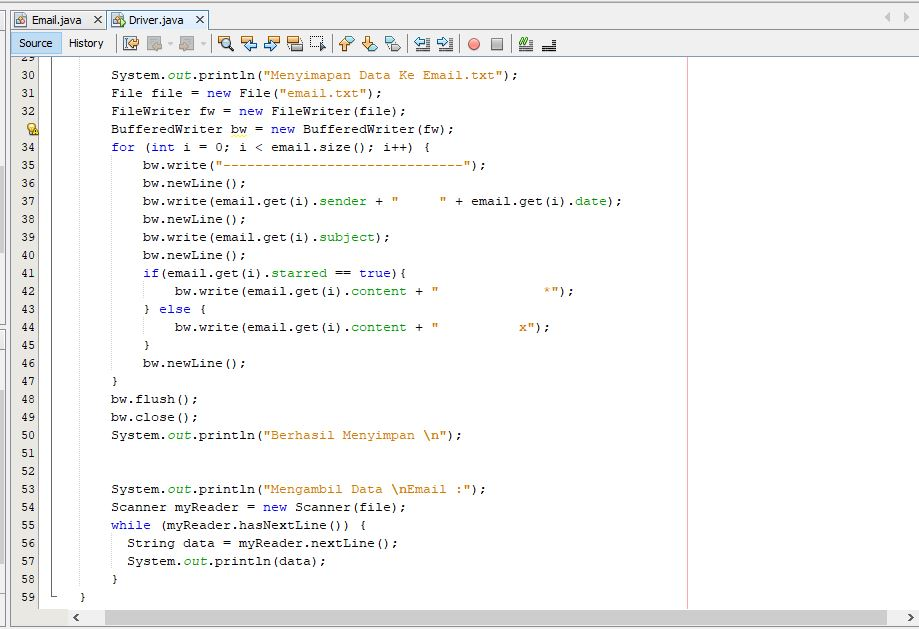 Email.java Driver.java
Source History
29
30 System.out.println("Menyimapan Data Ke Email.txt");
31 File file = new File("email.txt");
32 FileWriter fw = new FileWriter(file);
BufferedWriter bw = new BufferedWriter(fw);
34 for (int i = 0; i < email.size(); i++) {
35 bw.write("------------------------------");
36 bw.newLine();
37 bw.write(email.get(i).sender + "     " + email.get(i).date);
38 bw.newLine();
39 bw.write(email.get(i).subject);
40 bw.newLine();
41 if(email.get(i).starred == true){
42 bw.write(email.get(i).content + "             *");
43 } else {
44 bw.write(email.get(i).content + "          x");
45 }
46 bw.newLine();
47 }
48 bw.flush();
49 bw.close();
50 System.out.println("Berhasil Menyimpan \n");
51
52
53 System.out.println("Mengambil Data \nEmail :");
54 Scanner myReader = new Scanner(file);
55 while (myReader.hasNextLine()) {
56 String data = myReader.nextLine();
57 System.out.println(data);
58 }
59 }